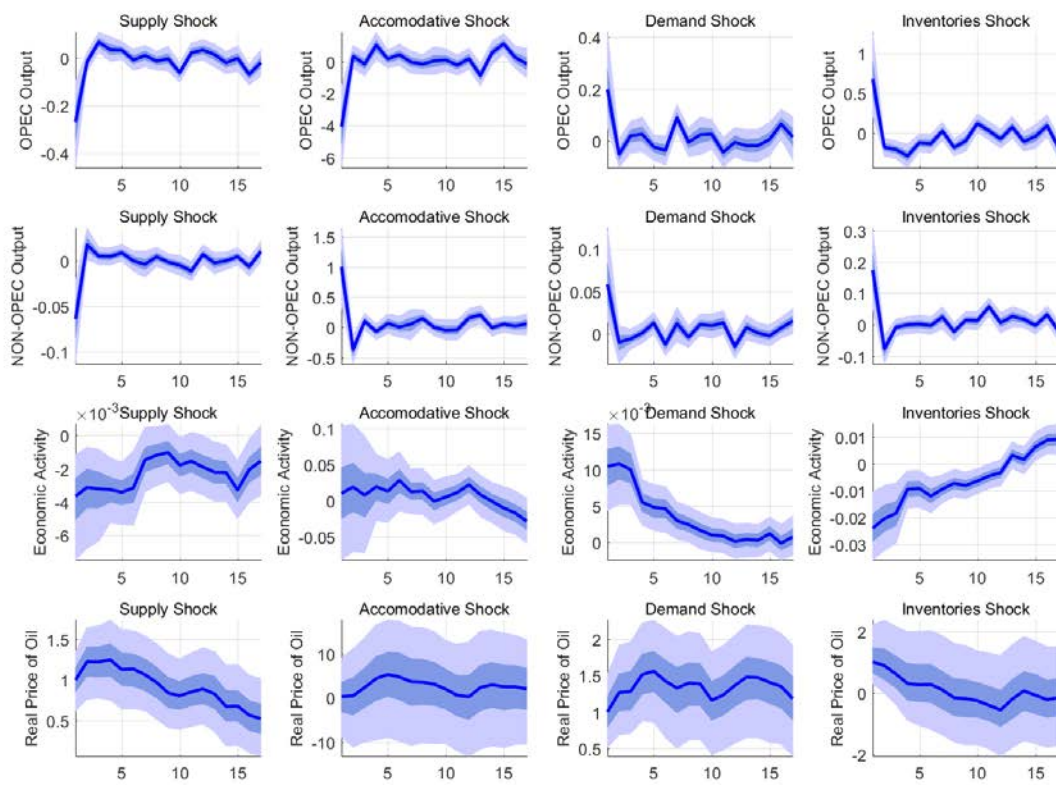 Supply Shock
OPEC Output
0
-0.2
-0.4
5 10 15
Accomodative Shock
OPEC Output
0
-2
-4
-6
5 10 15
Demand Shock
OPEC Output
0.4
0.2
0
5 10 15
Inventories Shock
OPEC Output
1
0.5
0
5 10 15
Supply Shock
NON-OPEC Output
0
-0.05
-0.1
5 10 15
Accomodative Shock
NON-OPEC Output
1.5
1.0
0.5
0
-0.5
5 10 15
Demand Shock
NON-OPEC Output
0.1
0.05
0
5 10 15
Inventories Shock
NON-OPEC Output
0.3
0.2
0.1
0
-0.1
5 10 15
× 10⁻³ Supply Shock
Economic Activity
0
-2
-4
-6
5 10 15
Accomodative Shock
Economic Activity
0.1
0.05
0
-0.05
5 10 15
× 10⁻³ Demand Shock
Economic Activity
15
10
5
0
5 10 15
Inventories Shock
Economic Activity
0.01
0
-0.01
-0.02
-0.03
5 10 15
Supply Shock
Real Price of Oil
1.5
1
0.5
5 10 15
Accomodative Shock
Real Price of Oil
10
0
-10
5 10 15
Demand Shock
Real Price of Oil
2
1.5
1
0.5
5 10 15
Inventories Shock
Real Price of Oil
2
0
-2
5 10 15